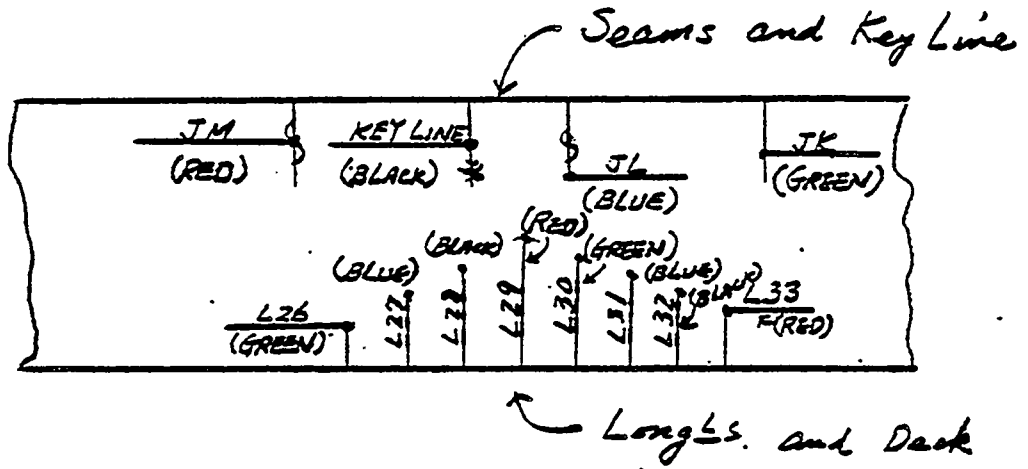 Seams and Key Line
JM
(RED)
KEY LINE
(BLACK)
JL
(BLUE)
JK
(GREEN)
L26
(GREEN)
(BLUE)
L27
(BLACK)
L28
(RED)
L29
(GREEN)
L30
L31
(BLUE)
L32
(BLACK)
L33
F(RED)
Longls. and Deck